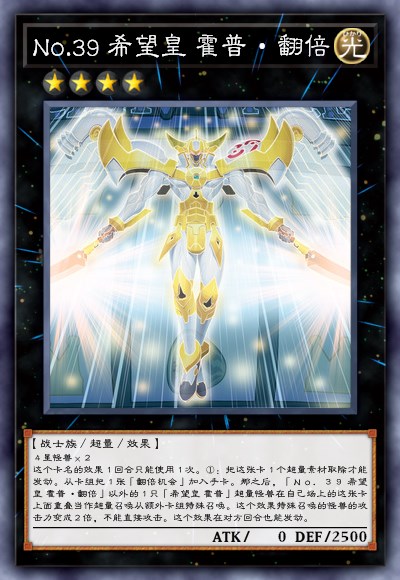 No.39 希望皇 霍普・翻倍
光
39
【战士族/超量/效果】
4星怪兽×2
这个卡名的效果1回合只能使用1次。①：把这张卡1个超量素材取除才能
发动。从卡组把1张「翻倍机会」加入手卡。那之后，「No.39 希望
皇 霍普・翻倍」以外的1只「希望皇 霍普」超量怪兽在自己场上的这张卡
上面重叠当作超量召唤从额外卡组特殊召唤。这个效果特殊召唤的怪兽的攻
击力变成2倍，不能直接攻击。这个效果在对方回合也能发动。
ATK/ 0 DEF/2500